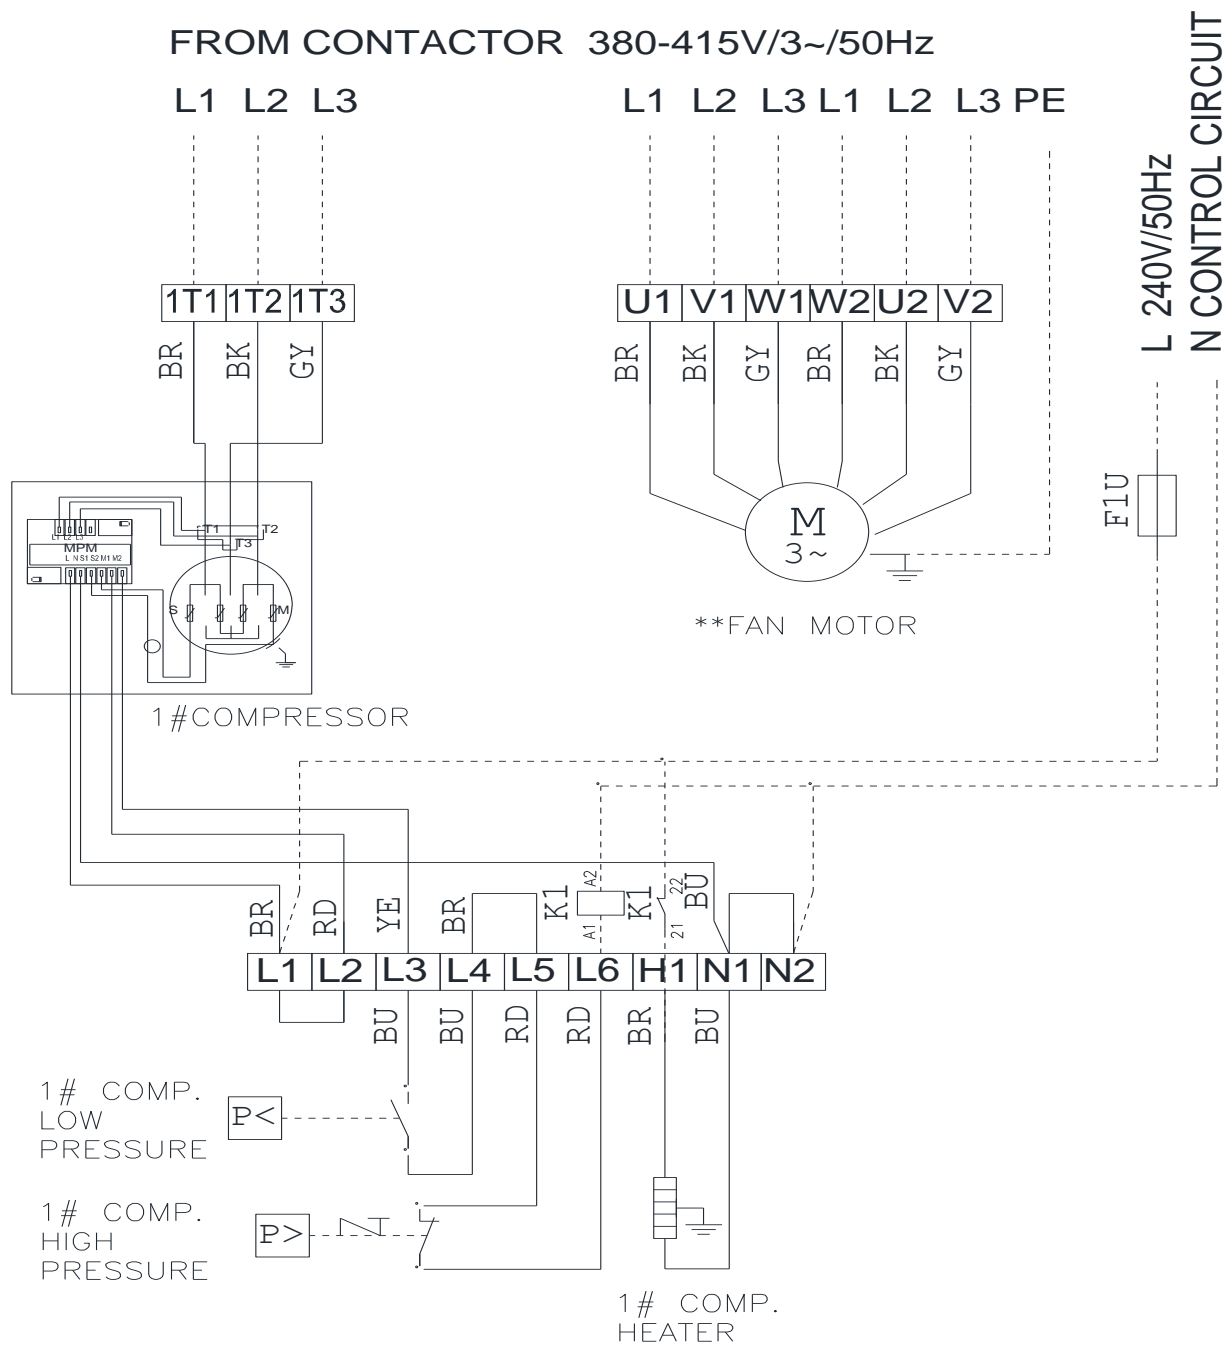 FROM CONTACTOR 380-415V/3~/50Hz
L1 L2 L3
L1 L2 L3 L1 L2 L3 PE
L 240V/50Hz
N CONTROL CIRCUIT
1T1 1T2 1T3
U1 V1 W1 W2 U2 V2
BR BK GY
BR BK GY BR BK GY
F1U
L1 L2 L3
MPM
L N S1 S2 M1 M2
T1 T2
T3
S M
M
3~
**FAN MOTOR
1#COMPRESSOR
BR RD YE BR K1 A2 A1 K1 22 21 BU
L1 L2 L3 L4 L5 L6 H1 N1 N2
BU BU RD RD BR BU
1# COMP.
LOW
PRESSURE
P<
1# COMP.
HIGH
PRESSURE
P>
1# COMP.
HEATER